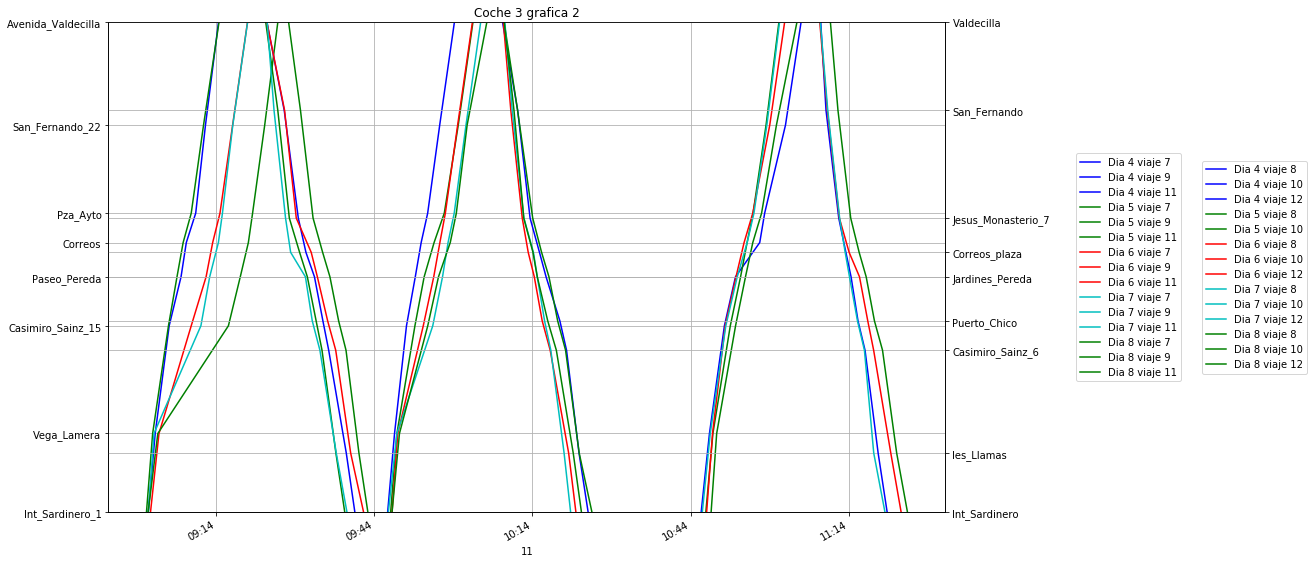 Coche 3 grafica 2
Avenida_Valdecilla
San_Fernando_22
Pza_Ayto
Correos
Paseo_Pereda
Casimiro_Sainz_15
Vega_Lamera
Int_Sardinero_1
Valdecilla
San_Fernando
Jesus_Monasterio_7
Correos_plaza
Jardines_Pereda
Puerto_Chico
Casimiro_Sainz_6
Ies_Llamas
Int_Sardinero
09:14
09:44
10:14
10:44
11:14
11
Dia 4 viaje 7
Dia 4 viaje 9
Dia 4 viaje 11
Dia 5 viaje 7
Dia 5 viaje 9
Dia 5 viaje 11
Dia 6 viaje 7
Dia 6 viaje 9
Dia 6 viaje 11
Dia 7 viaje 7
Dia 7 viaje 9
Dia 7 viaje 11
Dia 8 viaje 7
Dia 8 viaje 9
Dia 8 viaje 11
Dia 4 viaje 8
Dia 4 viaje 10
Dia 4 viaje 12
Dia 5 viaje 8
Dia 5 viaje 10
Dia 6 viaje 8
Dia 6 viaje 10
Dia 6 viaje 12
Dia 7 viaje 8
Dia 7 viaje 10
Dia 7 viaje 12
Dia 8 viaje 8
Dia 8 viaje 10
Dia 8 viaje 12